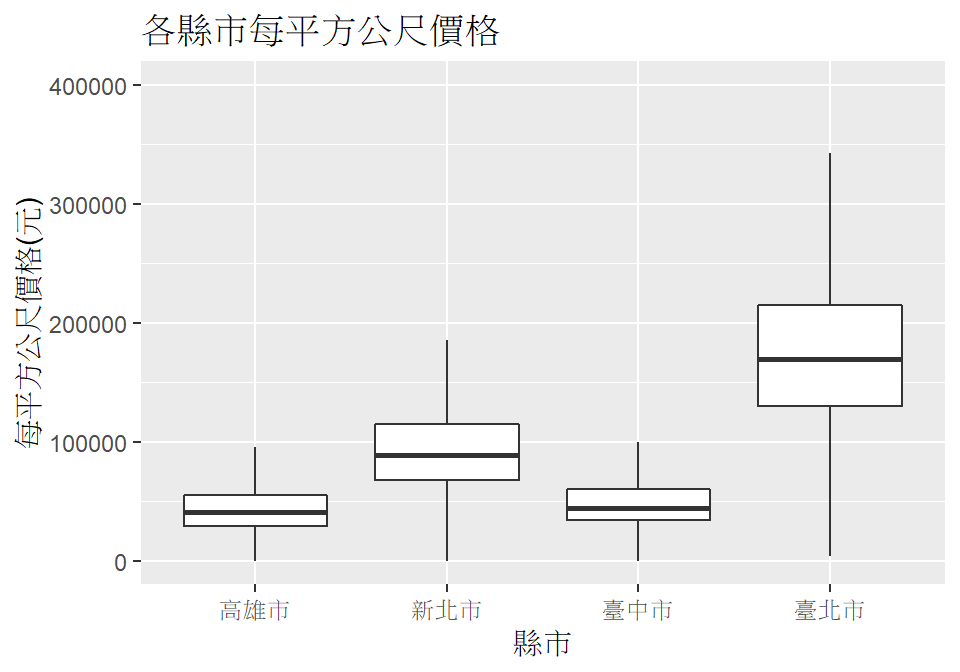 各縣市每平方公尺價格
每平方公尺價格(元)
400000
300000
200000
100000
0
高雄市 新北市 臺中市 臺北市
縣市